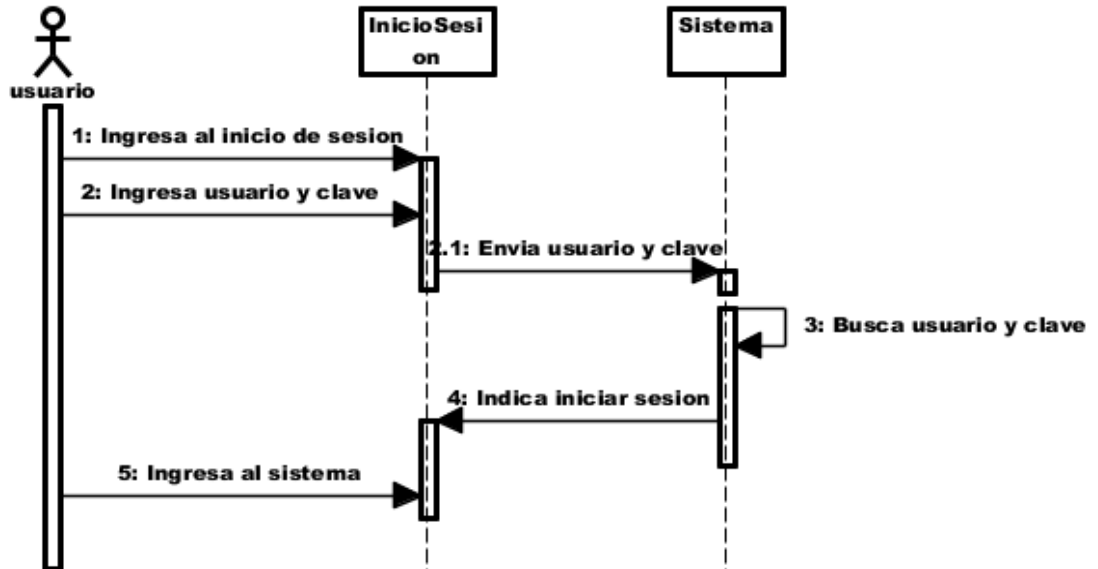 InicioSesi
on
Sistema
usuario
1: Ingresa al inicio de sesion
2: Ingresa usuario y clave
2.1: Envia usuario y clave
3: Busca usuario y clave
4: Indica iniciar sesion
5: Ingresa al sistema